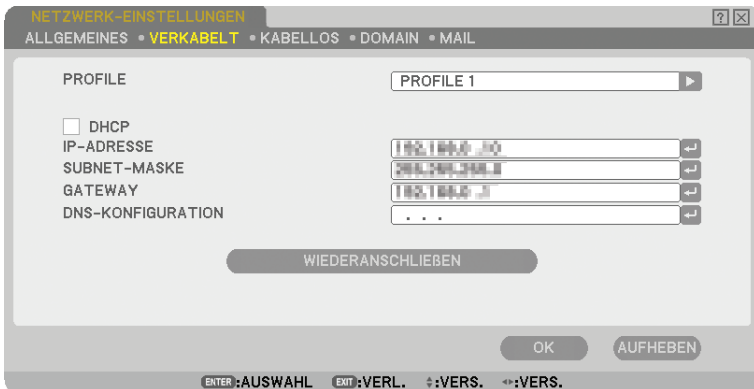 NETZWERK-EINSTELLUNGEN
ALLGEMEINES • VERKABELT • KABELLOS • DOMAIN • MAIL
PROFILE PROFILE 1
DHCP
IP-ADRESSE
SUBNET-MASKE
GATEWAY
DNS-KONFIGURATION . . .
WIEDERANSCHLIEßEN
OK AUFHEBEN
ENTER :AUSWAHL EXIT :VERL. :VERS. :VERS.